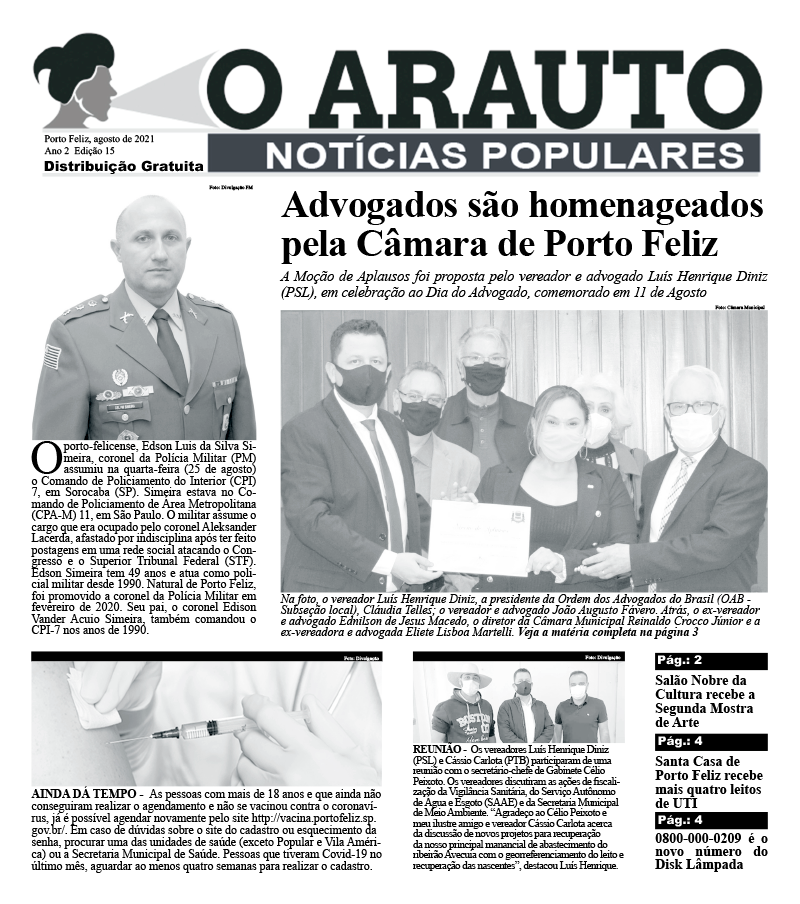 O ARAUTO
NOTÍCIAS POPULARES
Porto Feliz, agosto de 2021
Ano 2 Edição 15
Distribuição Gratuita
Foto: Divulgação PM
O porto-felicense, Edson Luis da Silva Si-
meira, coronel da Polícia Militar (PM)
assumiu na quarta-feira (25 de agosto)
o Comando de Policiamento do Interior (CPI)
7, em Sorocaba (SP). Simeira estava no Co-
mando de Policiamento de Área Metropolitana
(CPA-M) 11, em São Paulo. O militar assume o
cargo que era ocupado pelo coronel Aleksander
Lacerda, afastado por indisciplina após ter feito
postagens em uma rede social atacando o Con-
gresso e o Superior Tribunal Federal (STF).
Edson Simeira tem 49 anos e atua como poli-
cial militar desde 1990. Natural de Porto Feliz,
foi promovido a coronel da Polícia Militar em
fevereiro de 2020. Seu pai, o coronel Edison
Vander Acuio Simeira, também comandou o
CPI-7 nos anos de 1990.
Advogados são homenageados
pela Câmara de Porto Feliz
A Moção de Aplausos foi proposta pelo vereador e advogado Luís Henrique Diniz
(PSL), em celebração ao Dia do Advogado, comemorado em 11 de Agosto
Foto: Câmara Municipal
Na foto, o vereador Luís Henrique Diniz, a presidente da Ordem dos Advogados do Brasil (OAB -
Subseção local), Cláudia Telles; o vereador e advogado João Augusto Fávero. Atrás, o ex-vereador
e advogado Ednilson de Jesus Macedo, o diretor da Câmara Municipal Reinaldo Crocco Júnior e a
ex-vereadora e advogada Eliete Lisboa Martelli. Veja a matéria completa na página 3
Foto: Divulgação
AINDA DÁ TEMPO - As pessoas com mais de 18 anos e que ainda não
conseguiram realizar o agendamento e não se vacinou contra o coronaví-
rus, já é possível agendar novamente pelo site http://vacina.portofeliz.sp.
gov.br/. Em caso de dúvidas sobre o site do cadastro ou esquecimento da
senha, procurar uma das unidades de saúde (exceto Popular e Vila Améri-
ca) ou a Secretaria Municipal de Saúde. Pessoas que tiveram Covid-19 no
último mês, aguardar ao menos quatro semanas para realizar o cadastro.
Foto: Divulgação
BOSTON
REUNIÃO - Os vereadores Luís Henrique Diniz
(PSL) e Cássio Carlota (PTB) participaram de uma
reunião com o secretário-chefe de Gabinete Célio
Peixoto. Os vereadores discutiram as ações de fiscali-
zação da Vigilância Sanitária, do Serviço Autônomo
de Água e Esgoto (SAAE) e da Secretaria Municipal
de Meio Ambiente. “Agradeço ao Célio Peixoto e
meu ilustre amigo e vereador Cássio Carlota acerca
da discussão de novos projetos para recuperação
da nosso principal manancial de abastecimento do
ribeirão Avecuia com o georreferenciamento do leito e
recuperação das nascentes”, destacou Luís Henrique.
Pág.: 2
Salão Nobre da
Cultura recebe a
Segunda Mostra
de Arte
Pág.: 4
Santa Casa de
Porto Feliz recebe
mais quatro leitos
de UTI
Pág.: 4
0800-000-0209 é o
novo número do
Disk Lâmpada